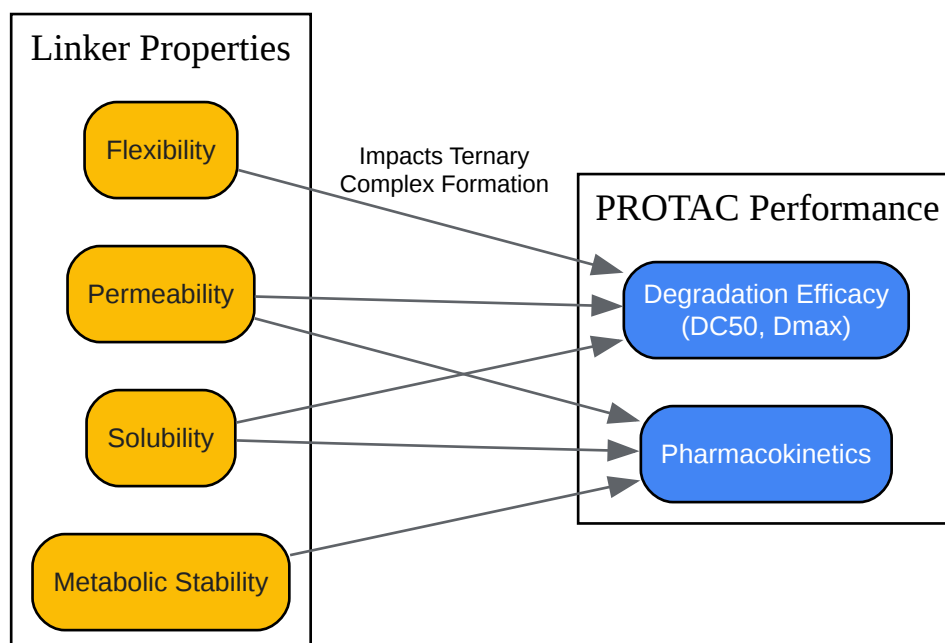 Linker Properties
Flexibility
Permeability
Solubility
Metabolic Stability
Impacts Ternary
Complex Formation
PROTAC Performance
Degradation Efficacy
(DC50, Dmax)
Pharmacokinetics